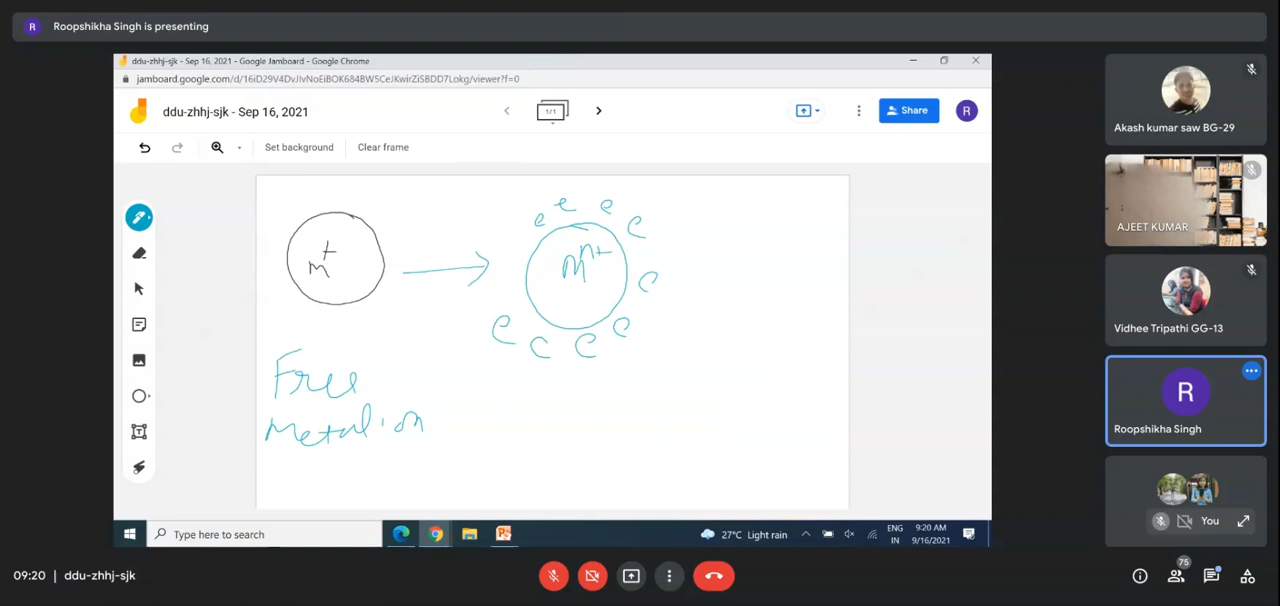 Roopshikha Singh is presenting
R
ddu-zhhj-sjk - Sep 16, 2021 - Google Jamboard - Google Chrome
jamboard.google.com/d/16iD29V4DvJIvNoEiBOK684BW5CeJKwirZiSBDD7Lokg/viewer?f=0
ddu-zhhj-sjk - Sep 16, 2021
1/1
Share
R
Set background
Clear frame
M+
Mn+
e e e e
e
e e e e
Free
metal ion
Type here to search
27°C Light rain
ENG
IN
9:20 AM
9/16/2021
Akash kumar saw BG-29
AJEET KUMAR
Vidhee Tripathi GG-13
R
Roopshikha Singh
You
09:20 | ddu-zhhj-sjk
75